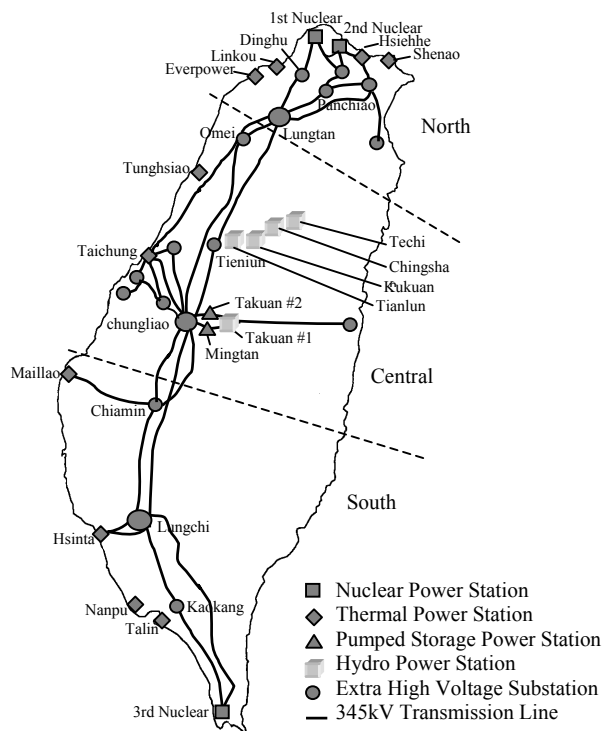 1st Nuclear
2nd Nuclear
Dinghu
Hsiehhe
Linkou
Shenao
Everpower
Panchiao
North
Omei
Lungtan
Tunghsiao
Techi
Taichung
Tieniun
Chingsha
Kukuan
Tianlun
Takuan #2
chungliao
Takuan #1
Mingtan
Maillao
Central
Chiamin
South
Lungchi
Hsinta
Nanpu
Kaokang
Talin
3rd Nuclear
Nuclear Power Station
Thermal Power Station
Pumped Storage Power Station
Hydro Power Station
Extra High Voltage Substation
345kV Transmission Line